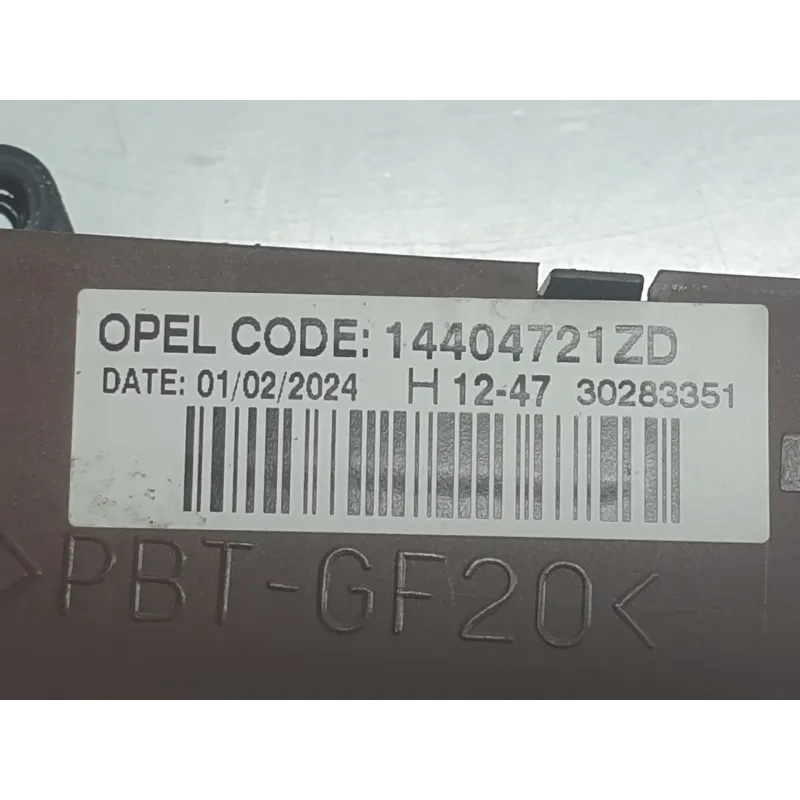 OPEL CODE: 14404721ZD
DATE: 01/02/2024 H 12-47 30283351
>PBT-GF20<